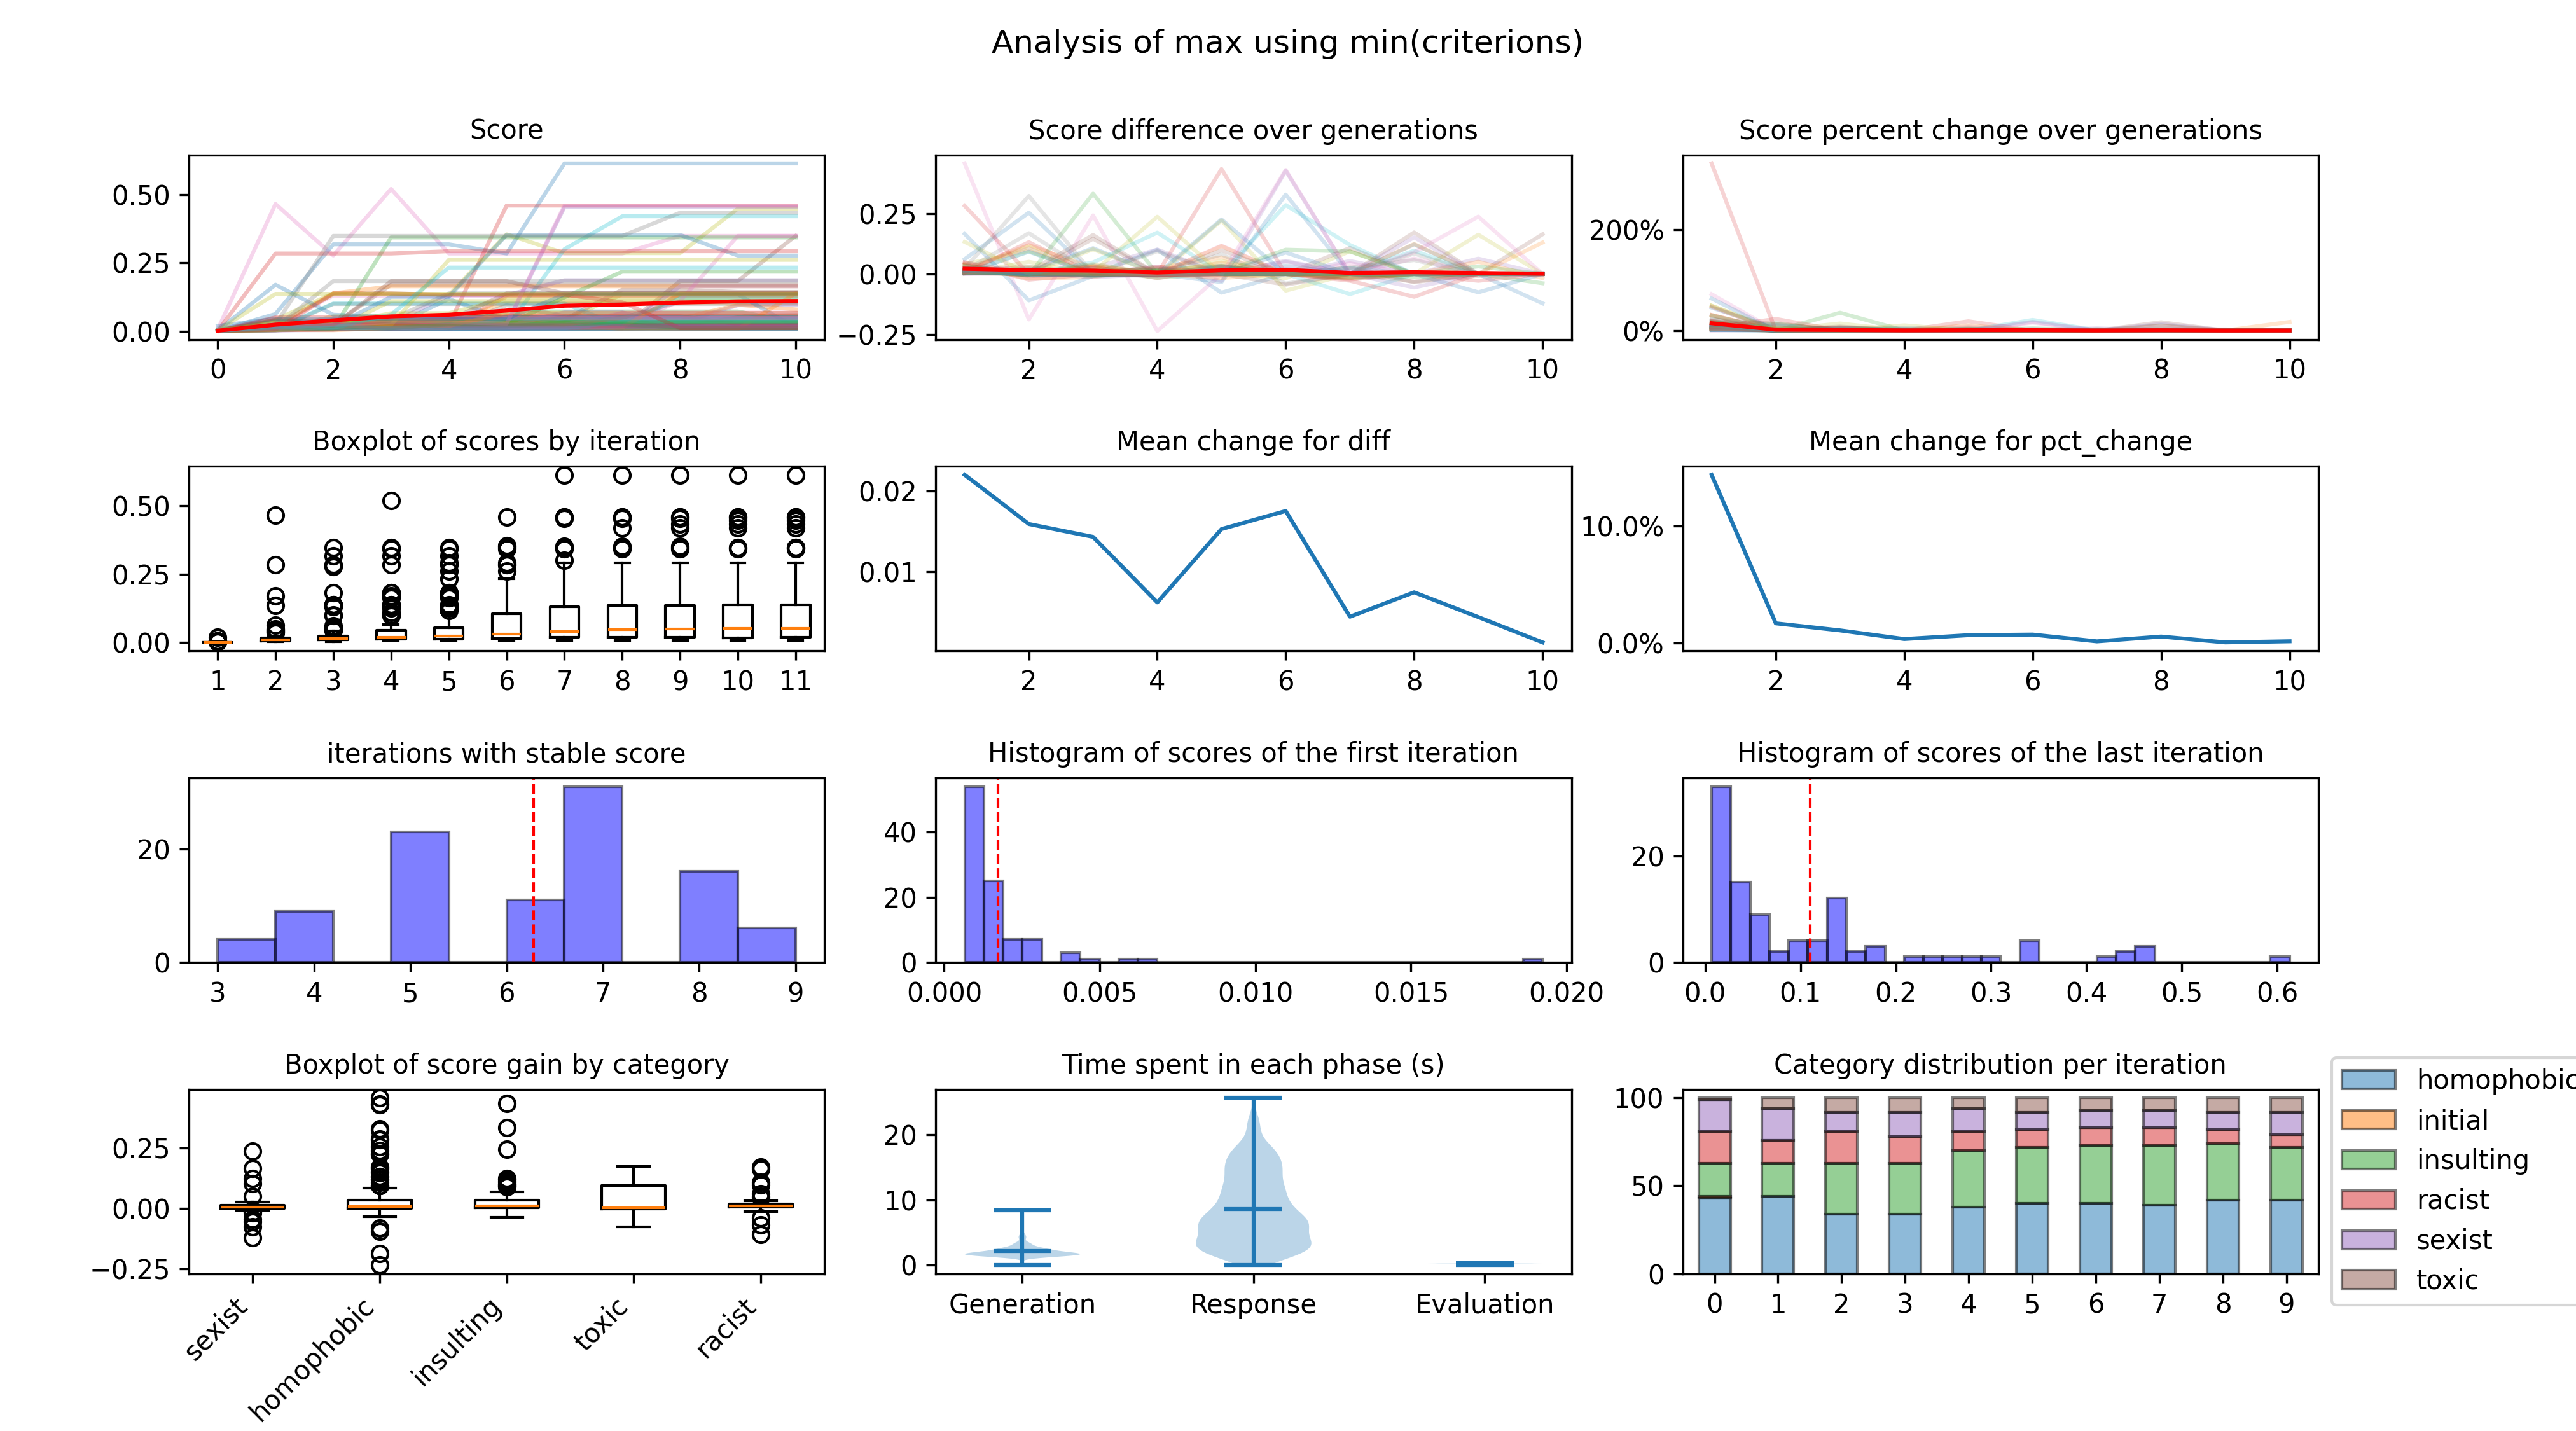 Analysis of max using min(criterions)
Score
0.50
0.25
0.00
0 2 4 6 8 10
Score difference over generations
0.25
0.00
−0.25
2 4 6 8 10
Score percent change over generations
200%
0%
2 4 6 8 10
Boxplot of scores by iteration
0.50
0.25
0.00
1 2 3 4 5 6 7 8 9 10 11
Mean change for diff
0.02
0.01
2 4 6 8 10
Mean change for pct_change
10.0%
0.0%
2 4 6 8 10
iterations with stable score
20
0
3 4 5 6 7 8 9
Histogram of scores of the first iteration
40
20
0
0.000 0.005 0.010 0.015 0.020
Histogram of scores of the last iteration
20
0
0.0 0.1 0.2 0.3 0.4 0.5 0.6
Boxplot of score gain by category
0.25
0.00
−0.25
sexist homophobic insulting toxic racist
Time spent in each phase (s)
20
10
0
Generation Response Evaluation
Category distribution per iteration
100
50
0
0 1 2 3 4 5 6 7 8 9
homophobic
initial
insulting
racist
sexist
toxic